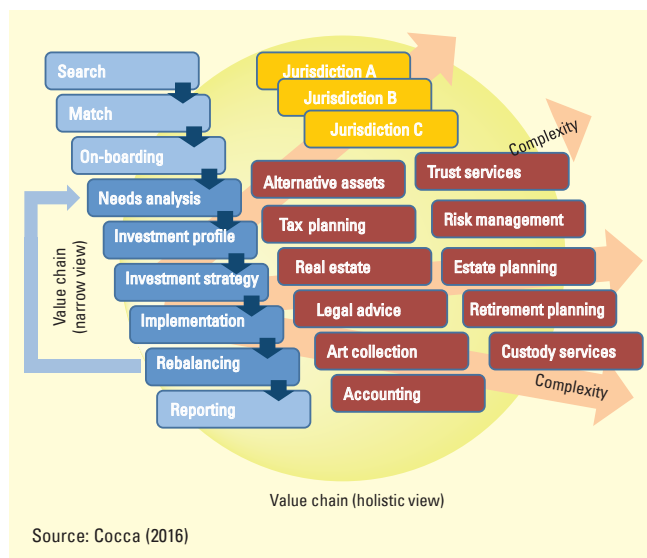 Search
Match
On-boarding
Needs analysis
Investment profile
Investment strategy
Implementation
Rebalancing
Reporting
Value chain
(narrow view)
Jurisdiction A
Jurisdiction B
Jurisdiction C
Alternative assets
Tax planning
Real estate
Legal advice
Art collection
Accounting
Complexity
Trust services
Risk management
Estate planning
Retirement planning
Custody services
Complexity
Value chain (holistic view)
Source: Cocca (2016)